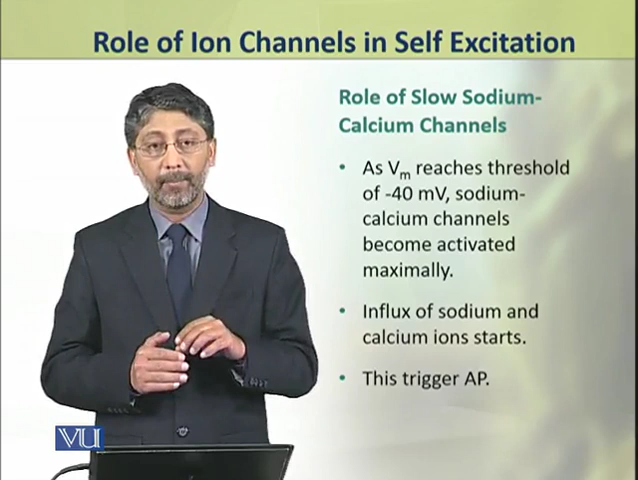 Role of Ion Channels in Self Excitation
Role of Slow Sodium-
Calcium Channels
• As Vm reaches threshold
of -40 mV, sodium-
calcium channels
become activated
maximally.
• Influx of sodium and
calcium ions starts.
• This trigger AP.
VU